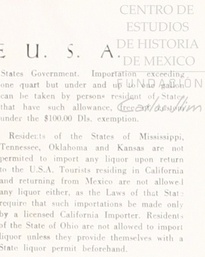 CENTRO DE
ESTUDIOS
DE HISTORIA
DE MEXICO
FUNDACION
E U. S. A.
States Government. Importation exceeding
one quart but under and up to one gallon
can be taken by persons resident of States
that have such allowance, free
under the $100.00 Dls. exemption.
Residents of the States of Mississippi,
Tennessee, Oklahoma and Kansas are not
permited to import any liquor upon return
to the U.S.A. Tourists residing in California
and returning from Mexico are not allowed
any liquor either, as the Laws of that State
require that such importations be made only
by a licensed California Importer. Residents
of the State of Ohio are not allowed to import
liquor unless they provide themselves with a
State liquor permit beforehand.